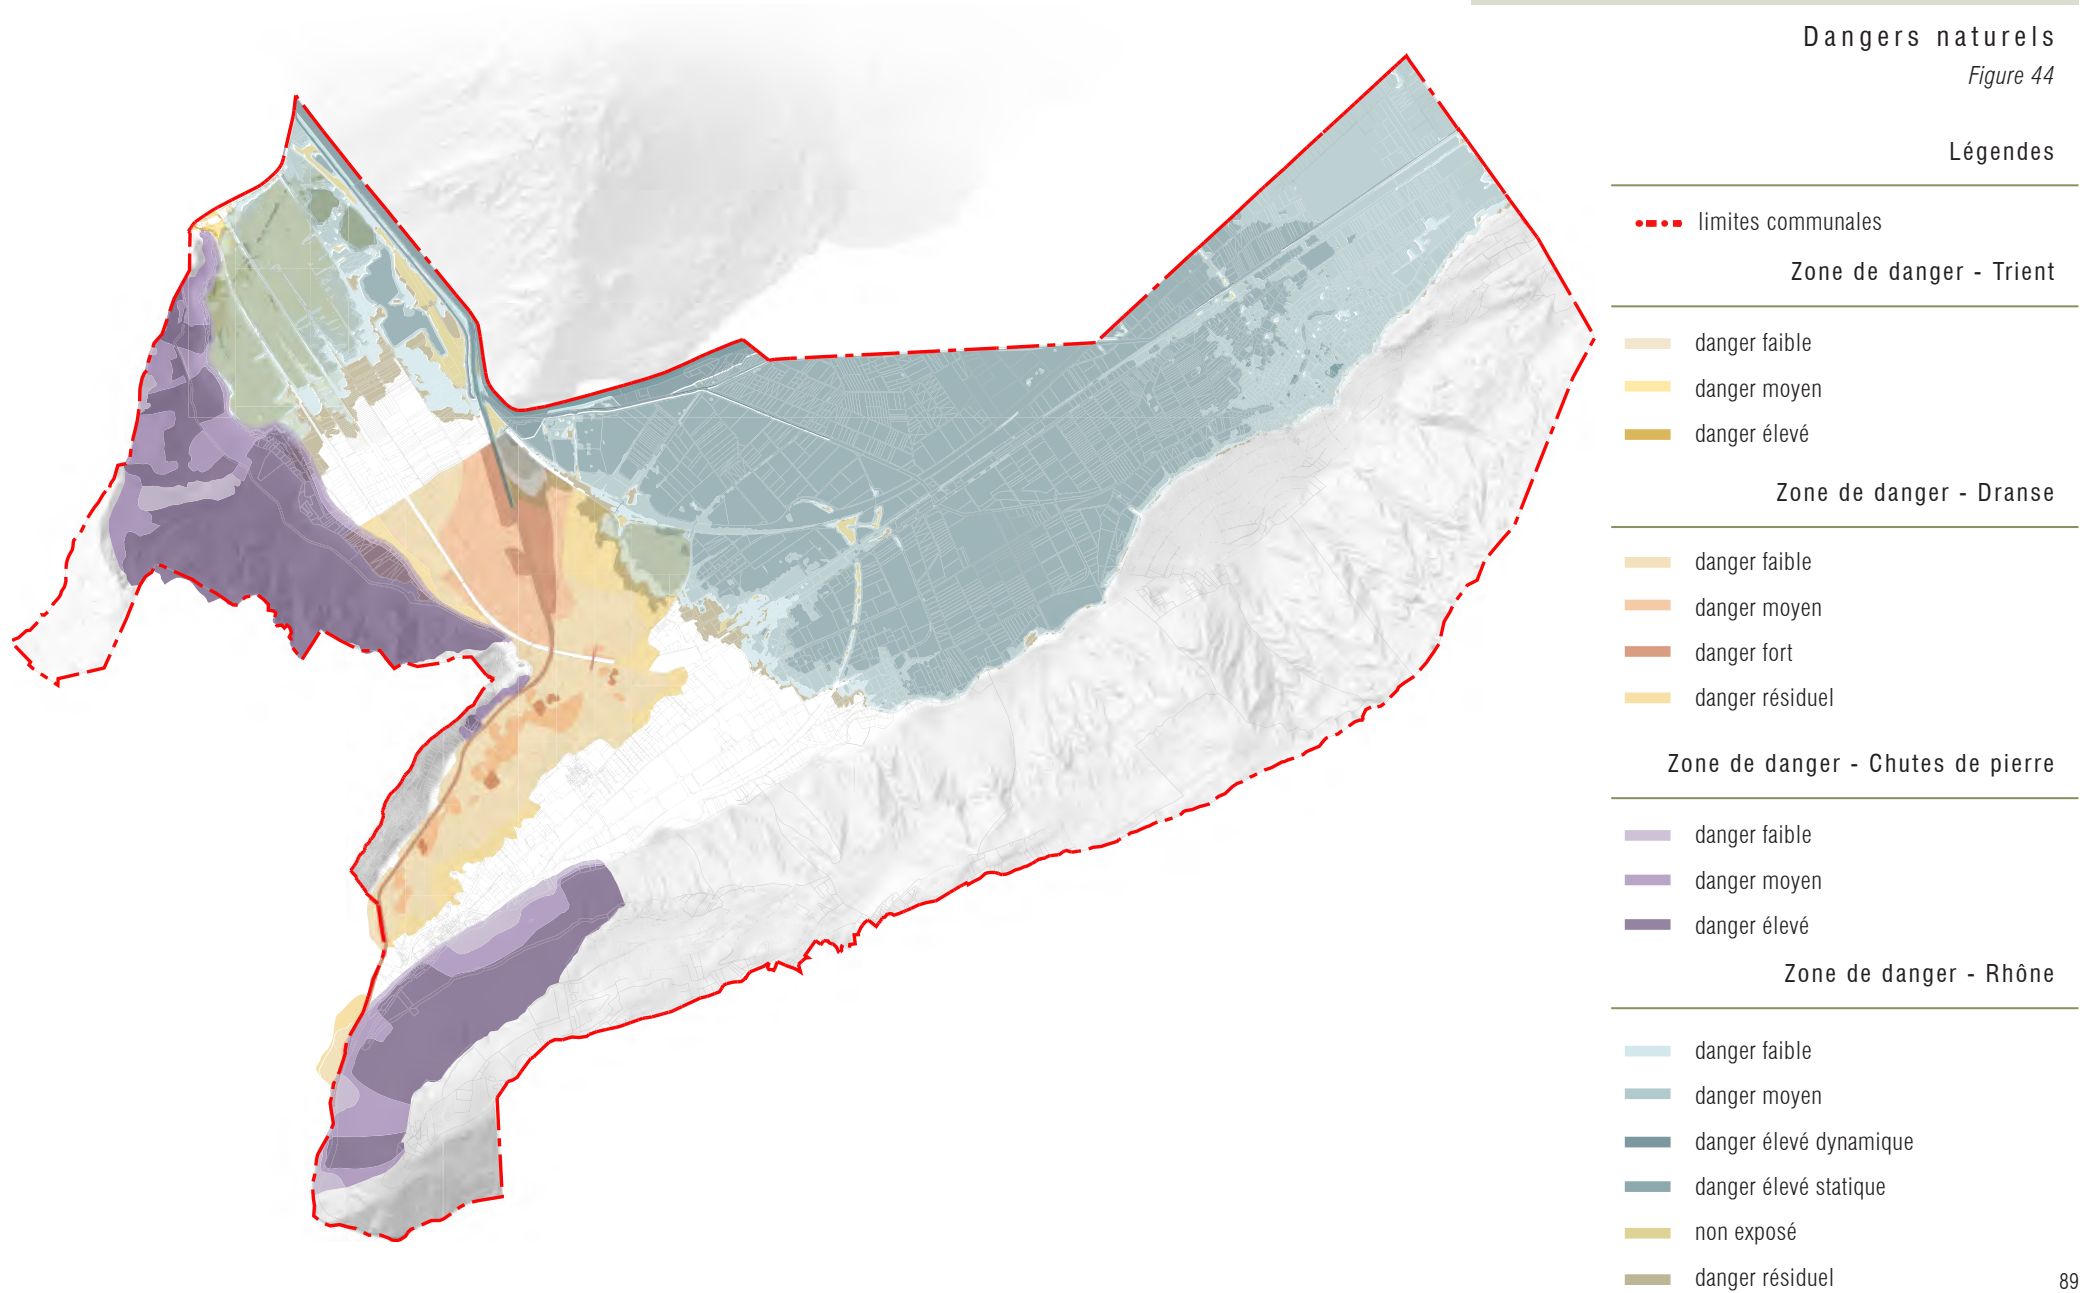 Dangers naturels
Figure 44
Légendes
limites communales
Zone de danger - Trient
danger faible
danger moyen
danger élevé
Zone de danger - Dranse
danger faible
danger moyen
danger fort
danger résiduel
Zone de danger - Chutes de pierre
danger faible
danger moyen
danger élevé
Zone de danger - Rhône
danger faible
danger moyen
danger élevé dynamique
danger élevé statique
non exposé
danger résiduel
89